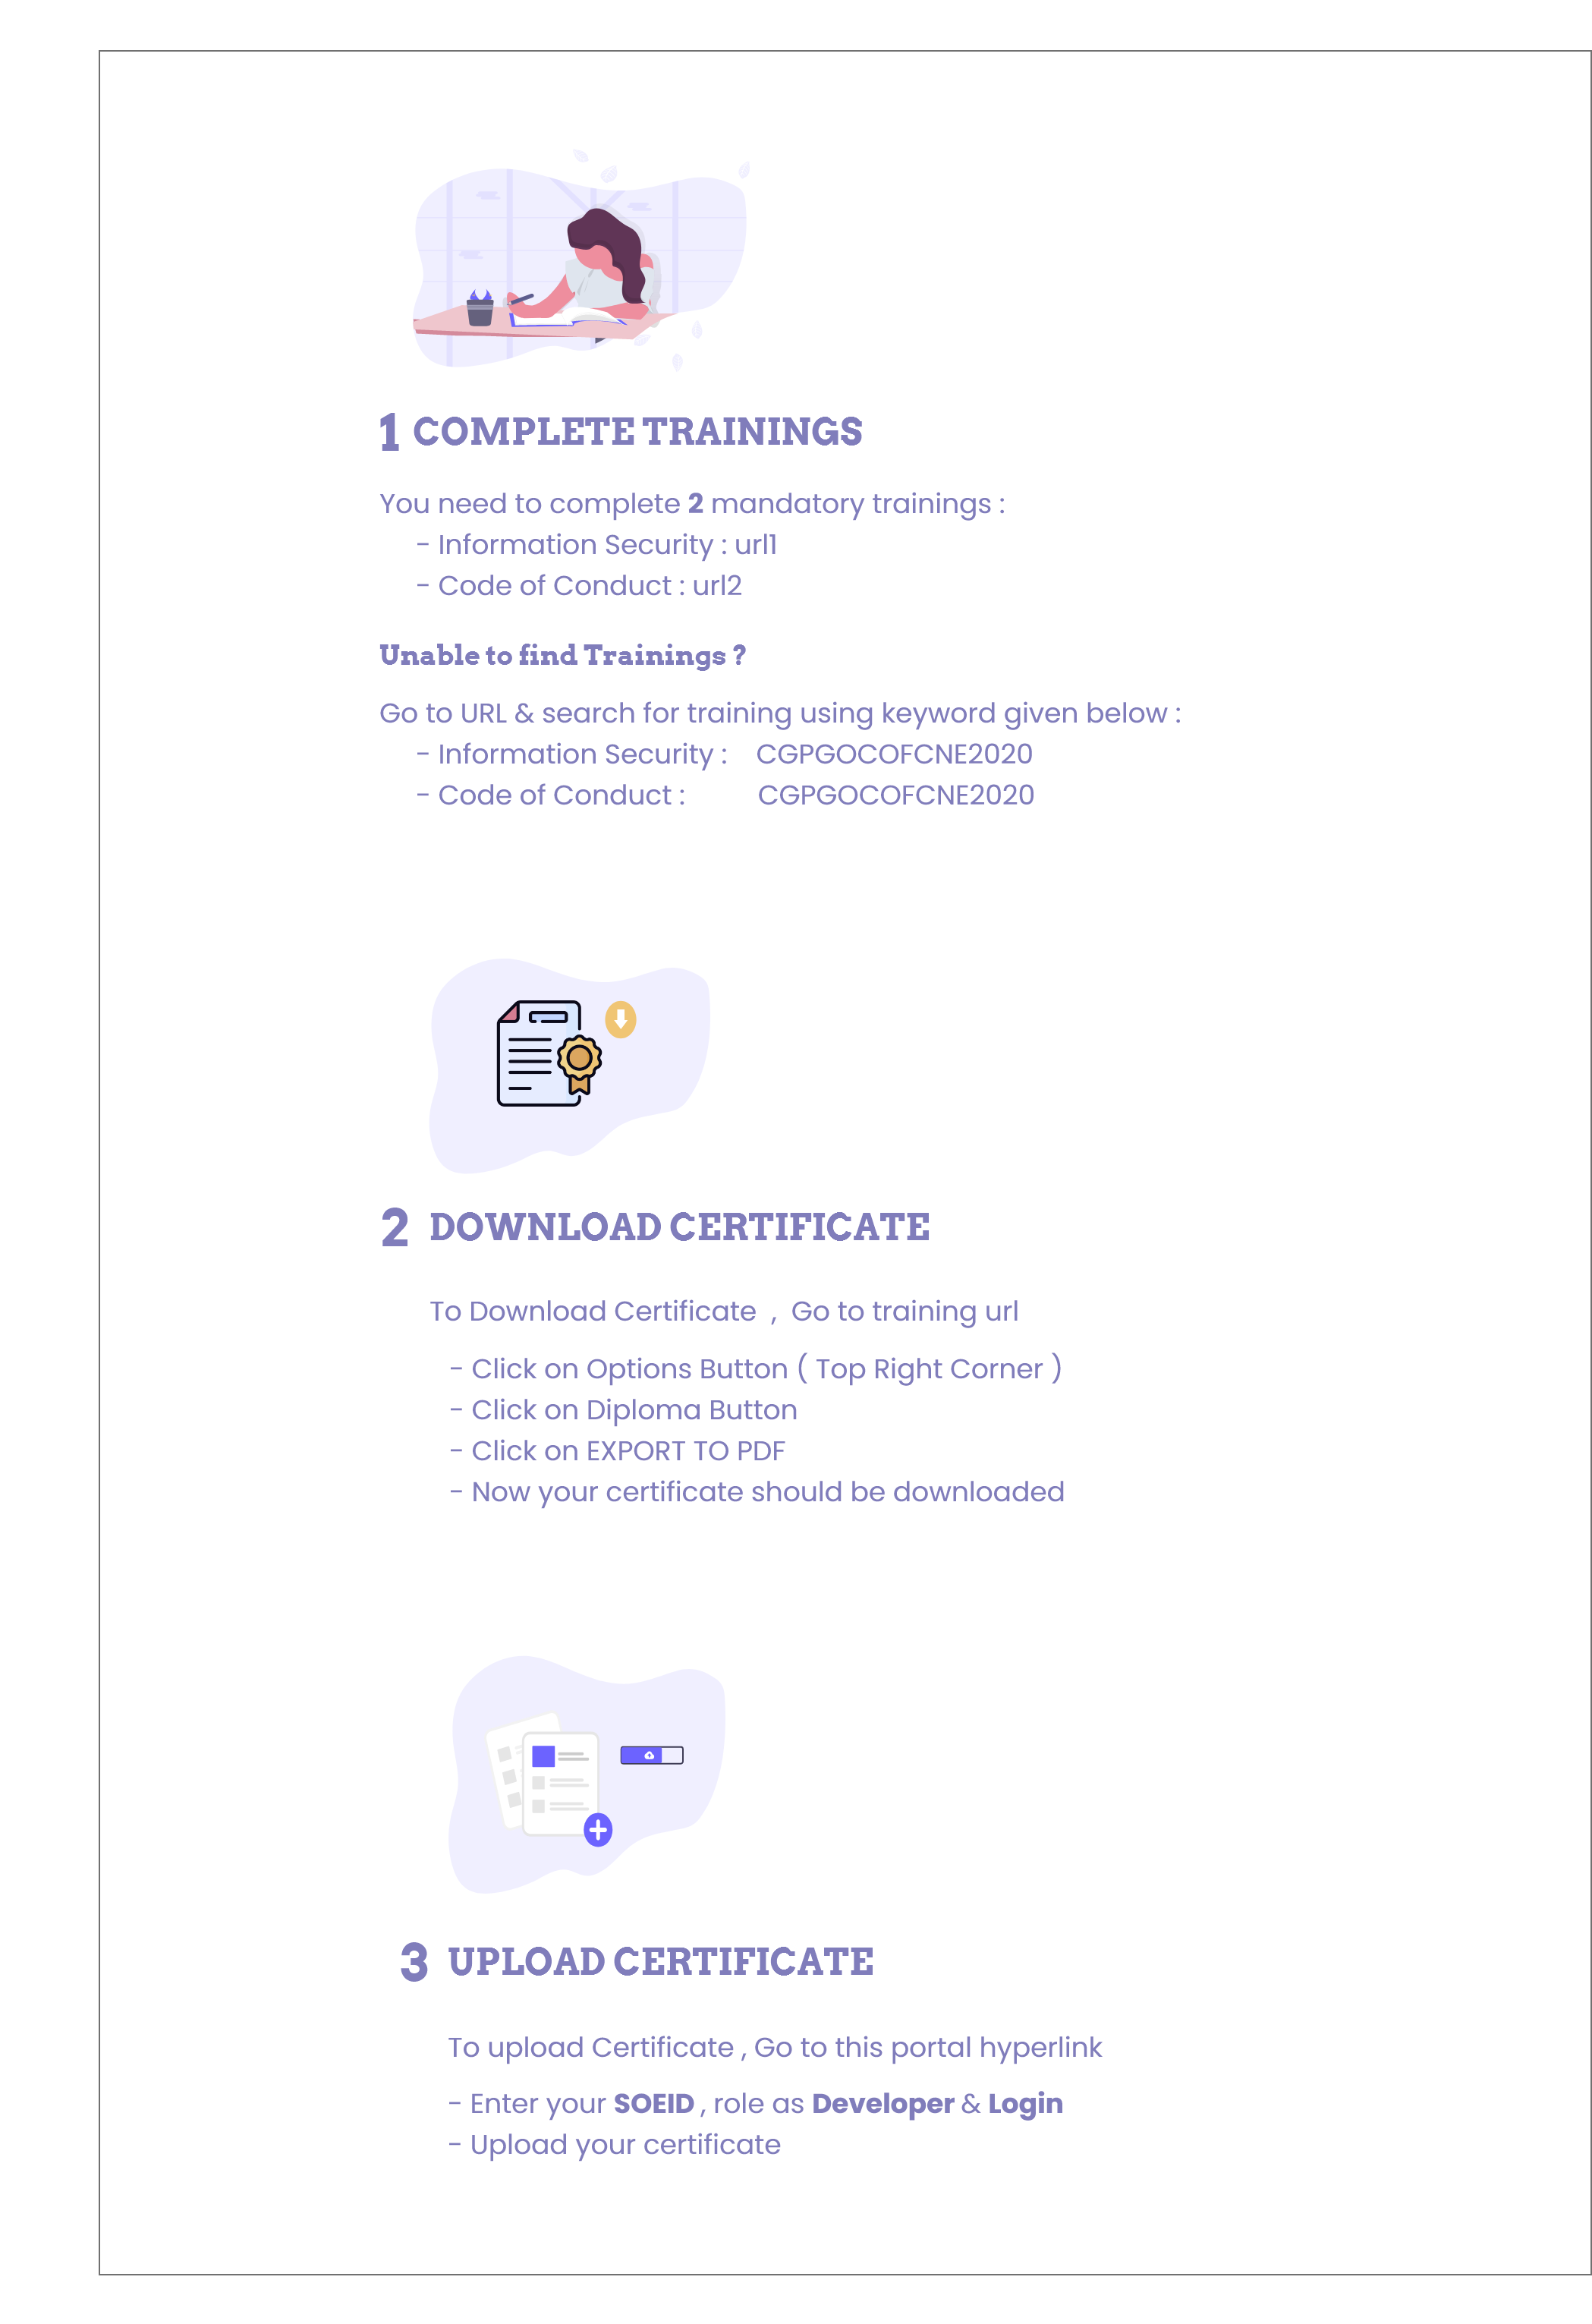 1 COMPLETE TRAININGS
You need to complete 2 mandatory trainings :
- Information Security : url1
- Code of Conduct : url2
Unable to find Trainings ?
Go to URL & search for training using keyword given below :
- Information Security : CGPGOCOFCNE2020
- Code of Conduct : CGPGOCOFCNE2020
2 DOWNLOAD CERTIFICATE
To Download Certificate , Go to training url
- Click on Options Button ( Top Right Corner )
- Click on Diploma Button
- Click on EXPORT TO PDF
- Now your certificate should be downloaded
3 UPLOAD CERTIFICATE
To upload Certificate , Go to this portal hyperlink
- Enter your SOEID , role as Developer & Login
- Upload your certificate